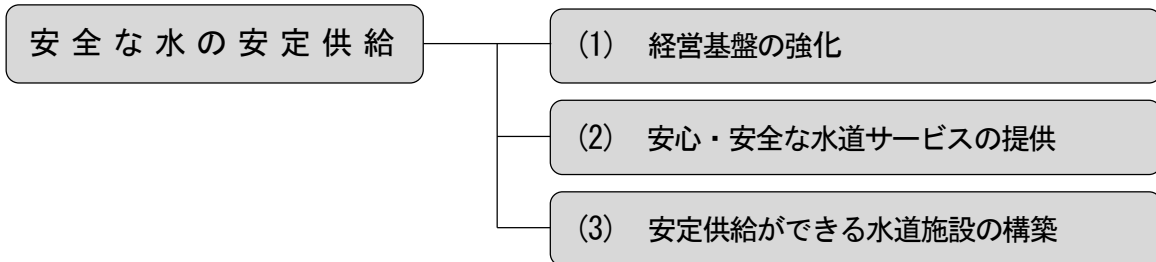 安全な水の安定供給
(1) 経営基盤の強化
(2) 安心・安全な水道サービスの提供
(3) 安定供給ができる水道施設の構築